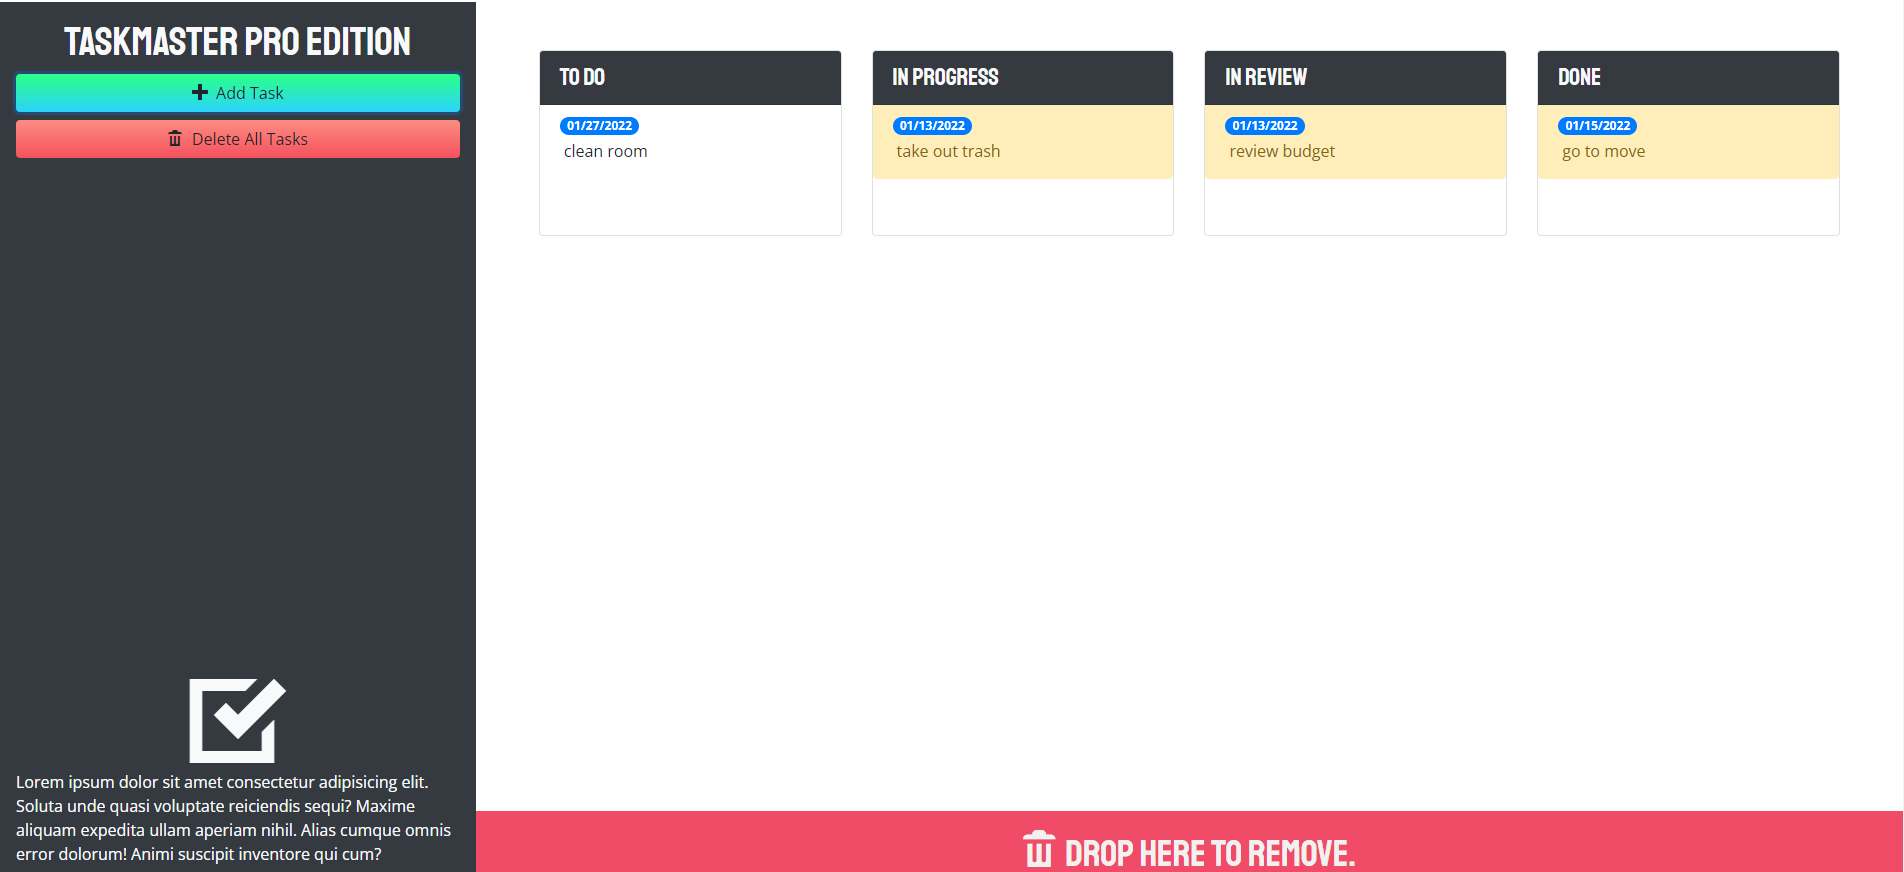 TASKMASTER PRO EDITION
Add Task
Delete All Tasks
Lorem ipsum dolor sit amet consectetur adipisicing elit.
Soluta unde quasi voluptate reiciendis sequi? Maxime
aliquam expedita ullam aperiam nihil. Alias cumque omnis
error dolorum! Animi suscipit inventore qui cum?
TO DO
01/27/2022
clean room
IN PROGRESS
01/13/2022
take out trash
IN REVIEW
01/13/2022
review budget
DONE
01/15/2022
go to move
DROP HERE TO REMOVE.